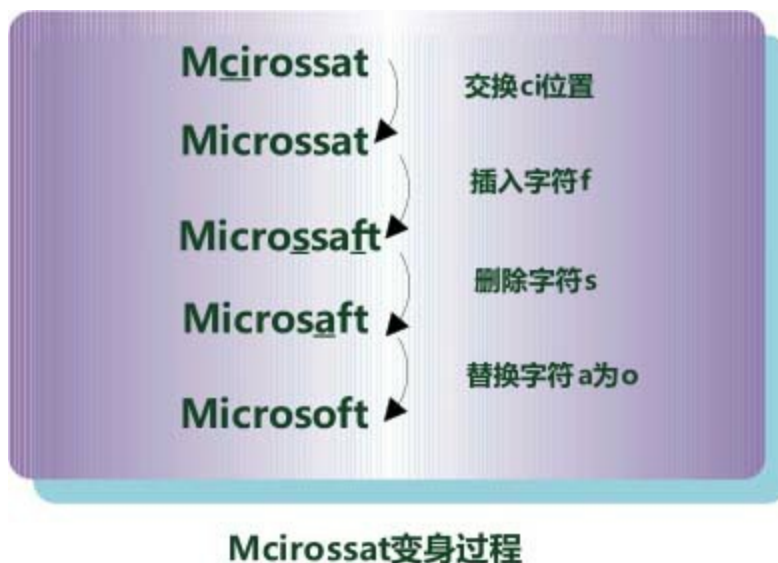 Mcirossat
交换ci位置
Microssat
插入字符f
Microssaft
删除字符s
Microsaft
替换字符a为o
Microsoft
Mcirossat变身过程